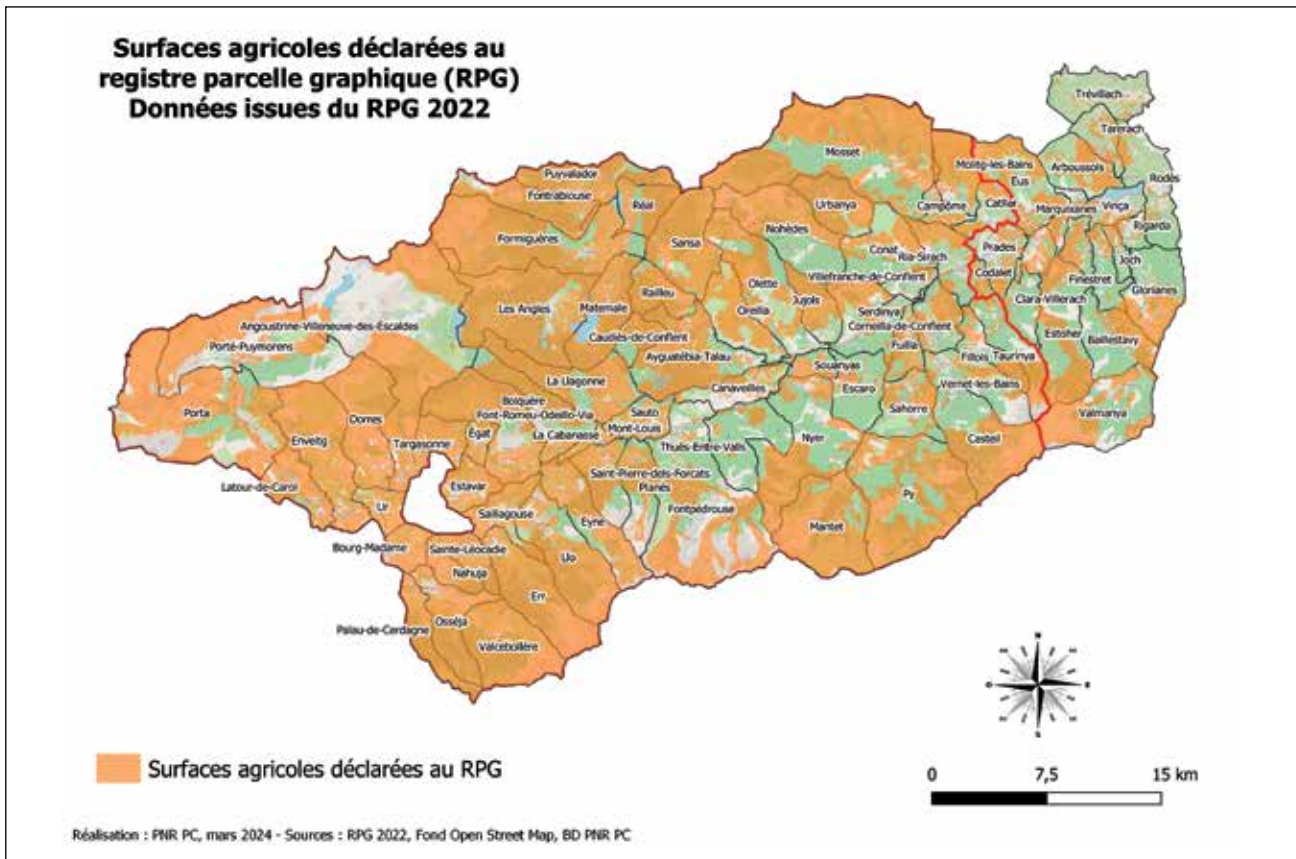 Surfaces agricoles déclarées au
registre parcelle graphique (RPG)
Données issues du RPG 2022
Trévillach
Tarerach
Mosset
Molitg-les-Bains
Arboussols
Puyvalador
Eus
Rodès
Fontrabiouse
Campôme
Catllar
Réal
Urbanya
Marquixanes
Vinça
Nohèdes
Rigarda
Formiguères
Sansa
Conat
Prades
Ria-Sirach
Joch
Villefranche-de-Conflent
Codalet
Finestret
Olette
Railleu
Glorianes
Les Angles
Matemale
Jujols
Clara-Villerach
Oreilla
Serdinya
Angoustrine-Villeneuve-des-Escaldes
Corneilla-de-Conflent
Estoher
Caudiès-de-Conflent
Baillestavy
Fuilla
Porté-Puymorens
Ayguatébia-Talau
Fillols
Taurinya
Souanyas
La Llagonne
Canaveilles
Escaro
Vernet-les-Bains
Bolquère
Sahorre
Porta
Dorres
Font-Romeu-Odeillo-Via
Sauto
Valmanya
Égat
Mont-Louis
Enveitg
Targasonne
La Cabanasse
Nyer
Casteil
Thuès-Entre-Valls
Saint-Pierre-dels-Forcats
Latour-de-Carol
Estavar
Planès
Py
Ur
Saillagouse
Eyne
Fontpédrouse
Mantet
Bourg-Madame
Sainte-Léocadie
Llo
Nahuja
Err
Osséja
Palau-de-Cerdagne
Valcebollère
N
O
E
S
Surfaces agricoles déclarées au RPG
0 7,5 15 km
Réalisation : PNR PC, mars 2024 - Sources : RPG 2022, Fond Open Street Map, BD PNR PC